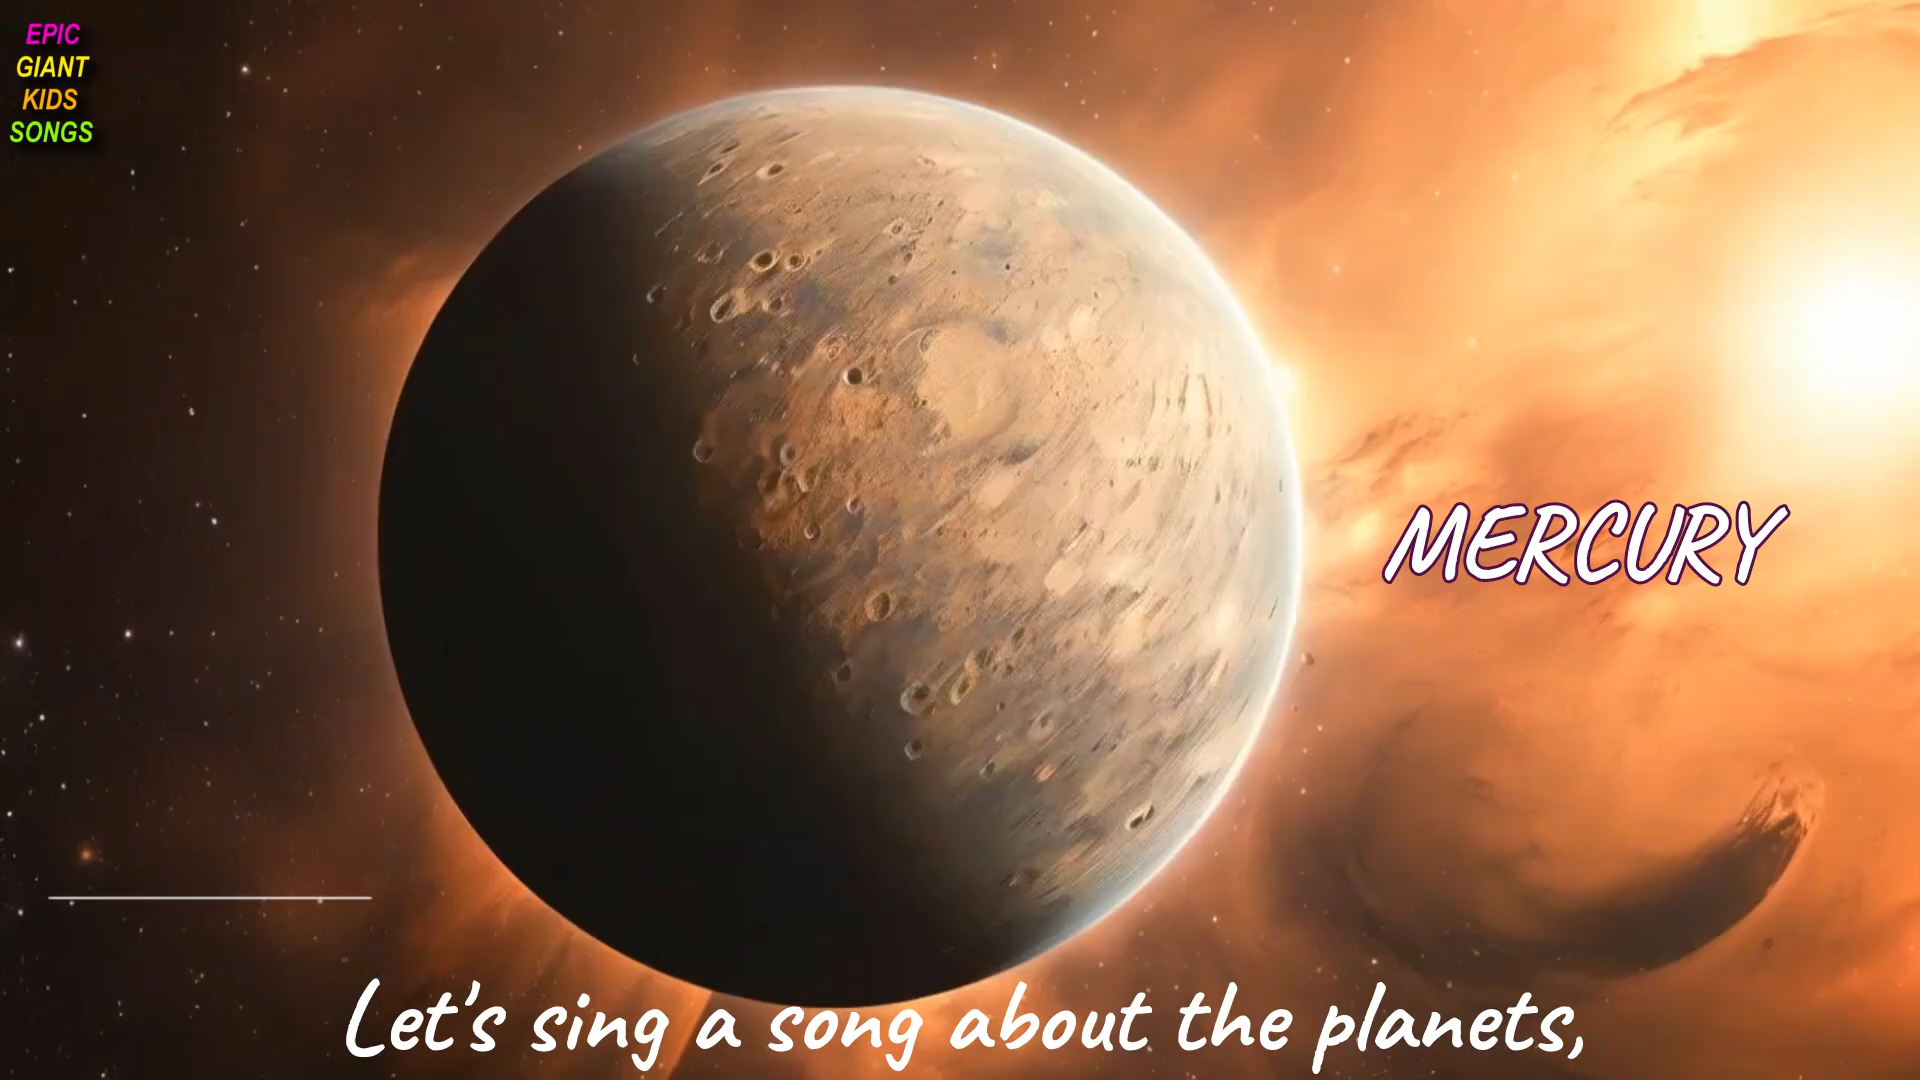 EPIC
GIANT
KIDS
SONGS
MERCURY
Let's sing a song about the planets,